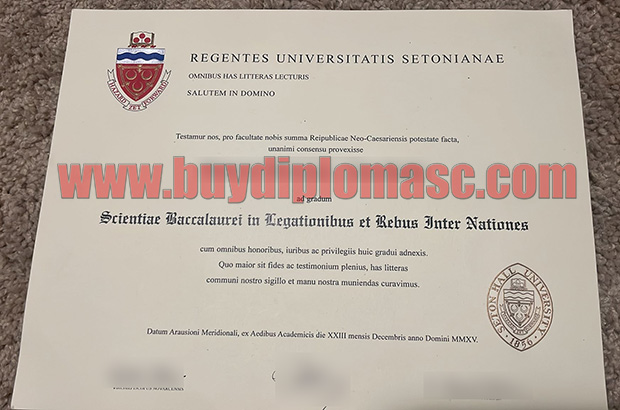 REGENTES UNIVERSITATIS SETONIANAE
OMNIBUS HAS LITTERAS LECTURIS
SALUTEM IN DOMINO
HAZARD ZET FORWARD
Testamur nos, pro facultate nobis summa Reipublicae Neo-Caesariensis potestate facta,
unanimi consensu provexisse
www.buydiplomasc.com
ad gradum
Scientiae Baccalaurei in Legationibus et Rebus Inter Nationes
cum omnibus honoribus, iuribus ac privilegiis huic gradui adnexis.
Quo maior sit fides ac testimonium plenius, has litteras
communi nostro sigillo et manu nostra muniendas curavimus.
SETON HALL UNIVERSITY
1856
Datum Arausioni Meridionali, ex Aedibus Academicis die XXIII mensis Decembris anno Domini MMXV.